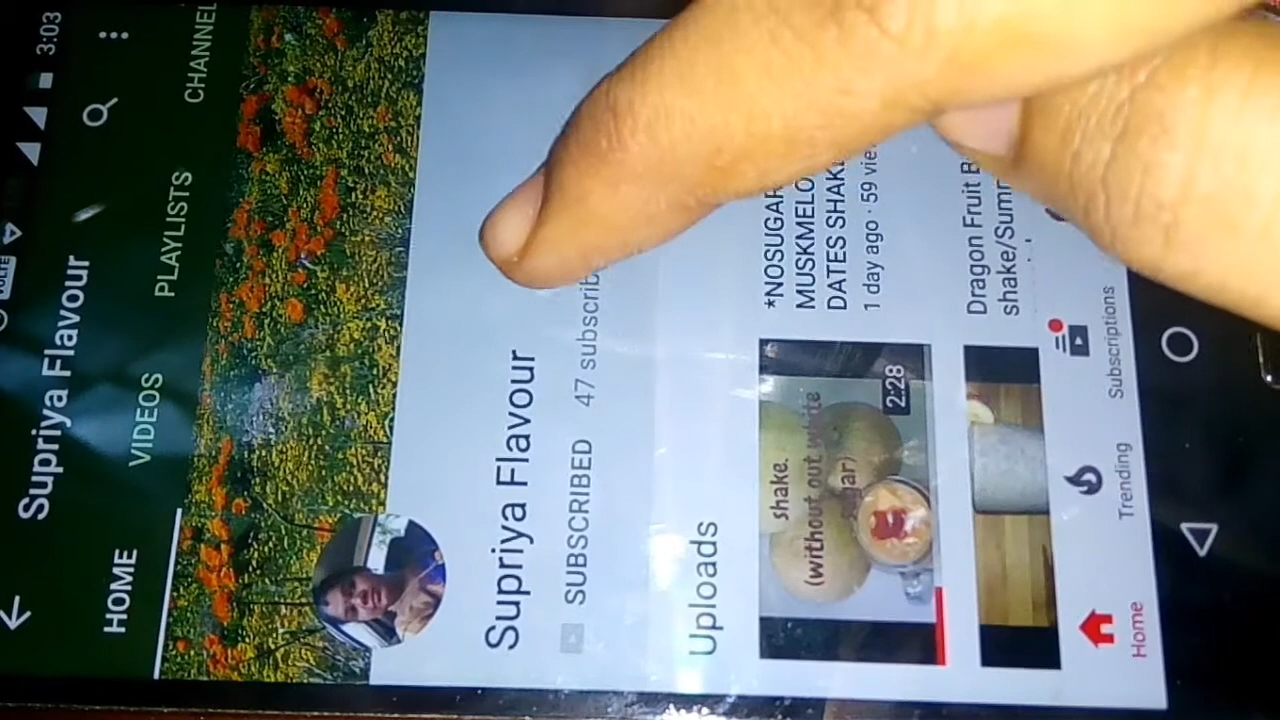 3:03
Supriya Flavour
HOME VIDEOS PLAYLISTS CHANNEL
Supriya Flavour
SUBSCRIBED 47 subscrib
Uploads
shake.
(without out white
sugar)
2:28
*NOSUGAR
MUSKMELO
DATES SHAK
1 day ago · 59 vie
Dragon Fruit B
shake/Sum
Home Trending Subscriptions